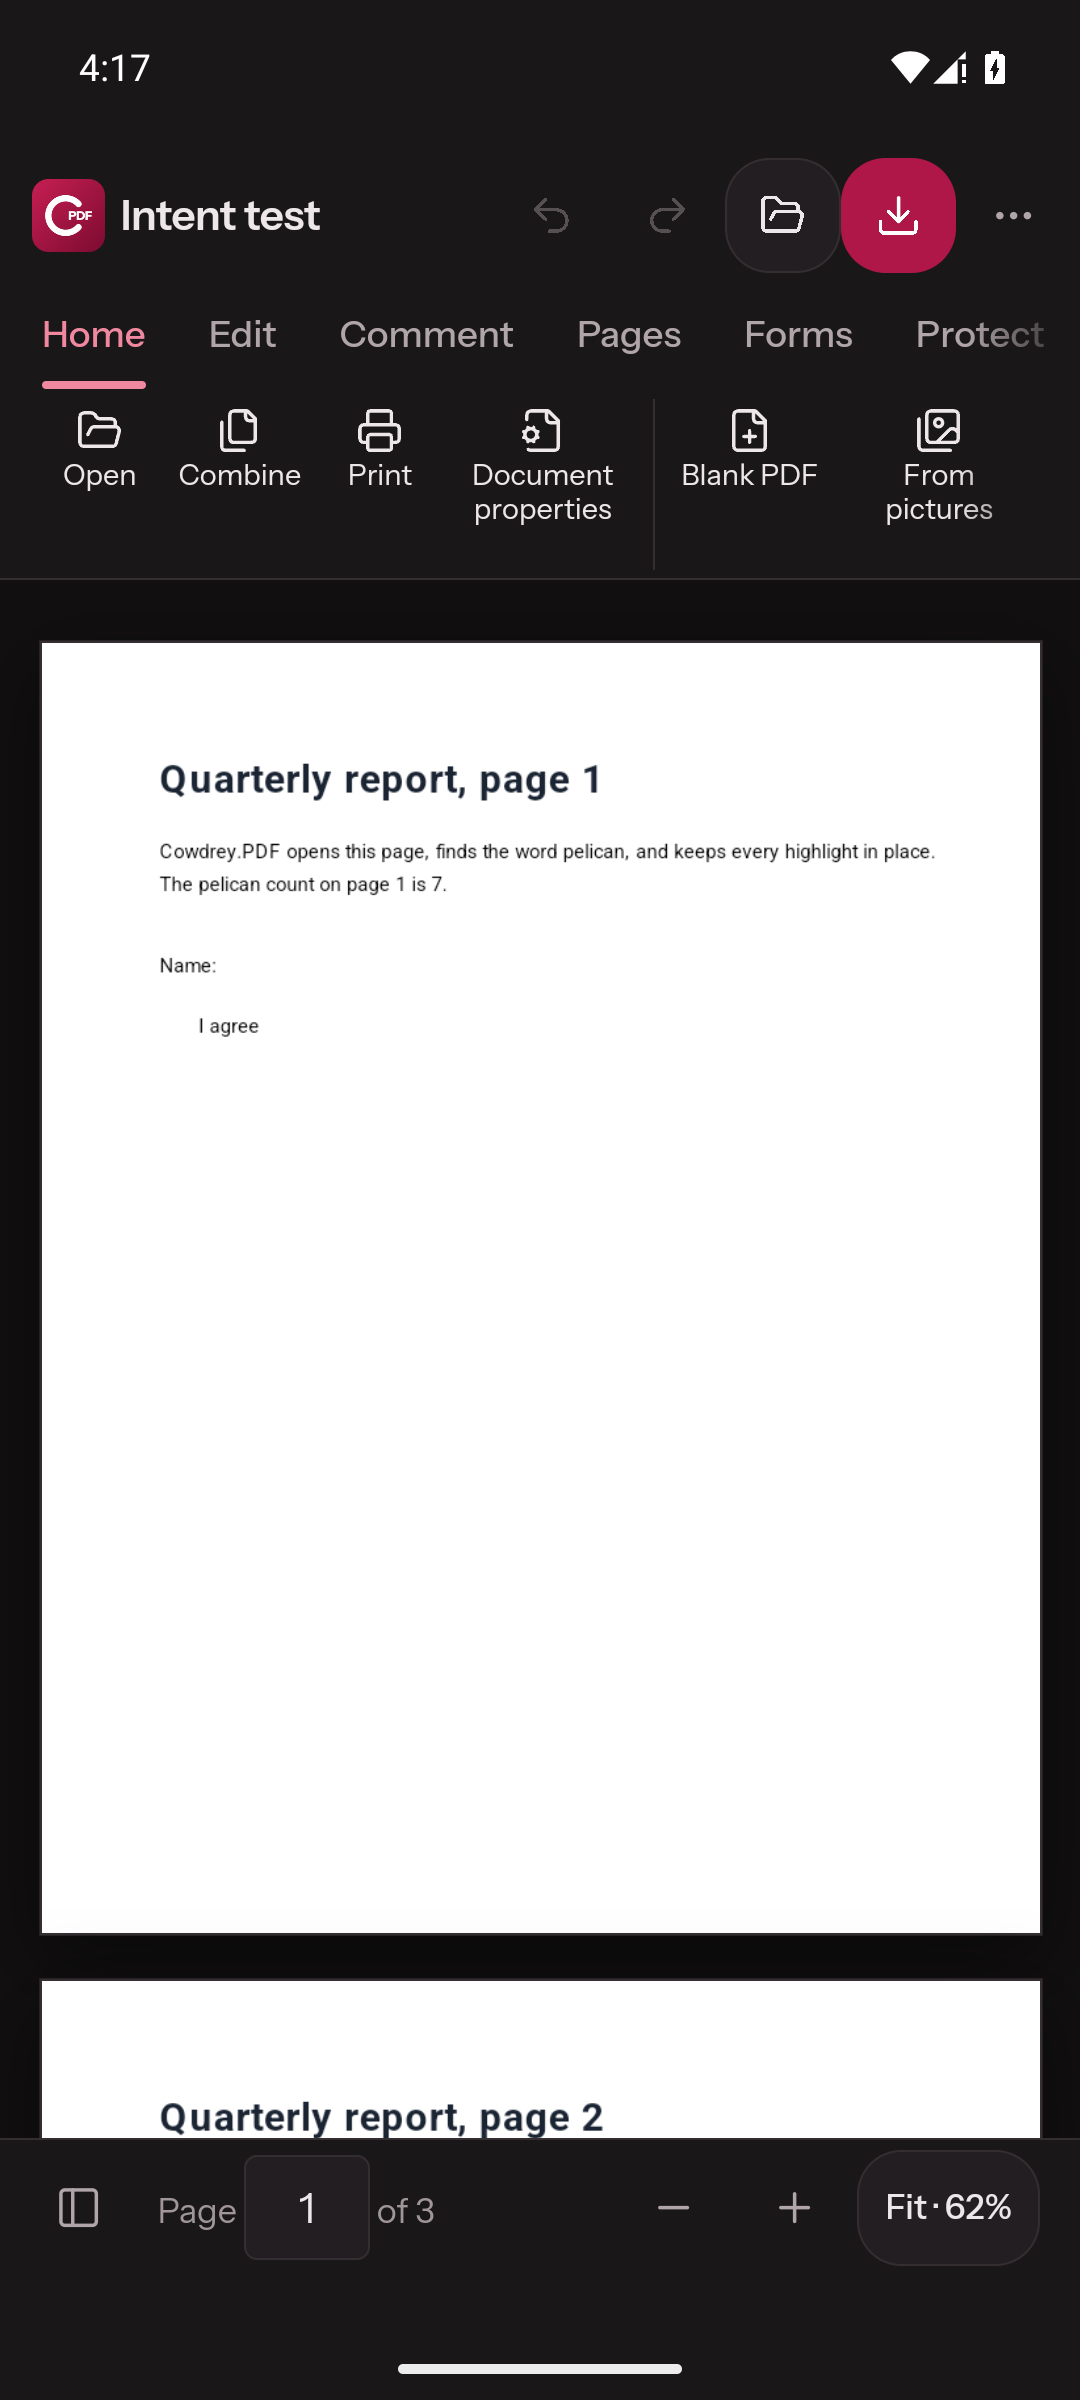 4:17
PDF
Intent test
Home Edit Comment Pages Forms Protect
Open Combine Print Document properties Blank PDF From pictures
Quarterly report, page 1
Cowdrey.PDF opens this page, finds the word pelican, and keeps every highlight in place.
The pelican count on page 1 is 7.
Name:
I agree
Quarterly report, page 2
Page 1 of 3 Fit · 62%